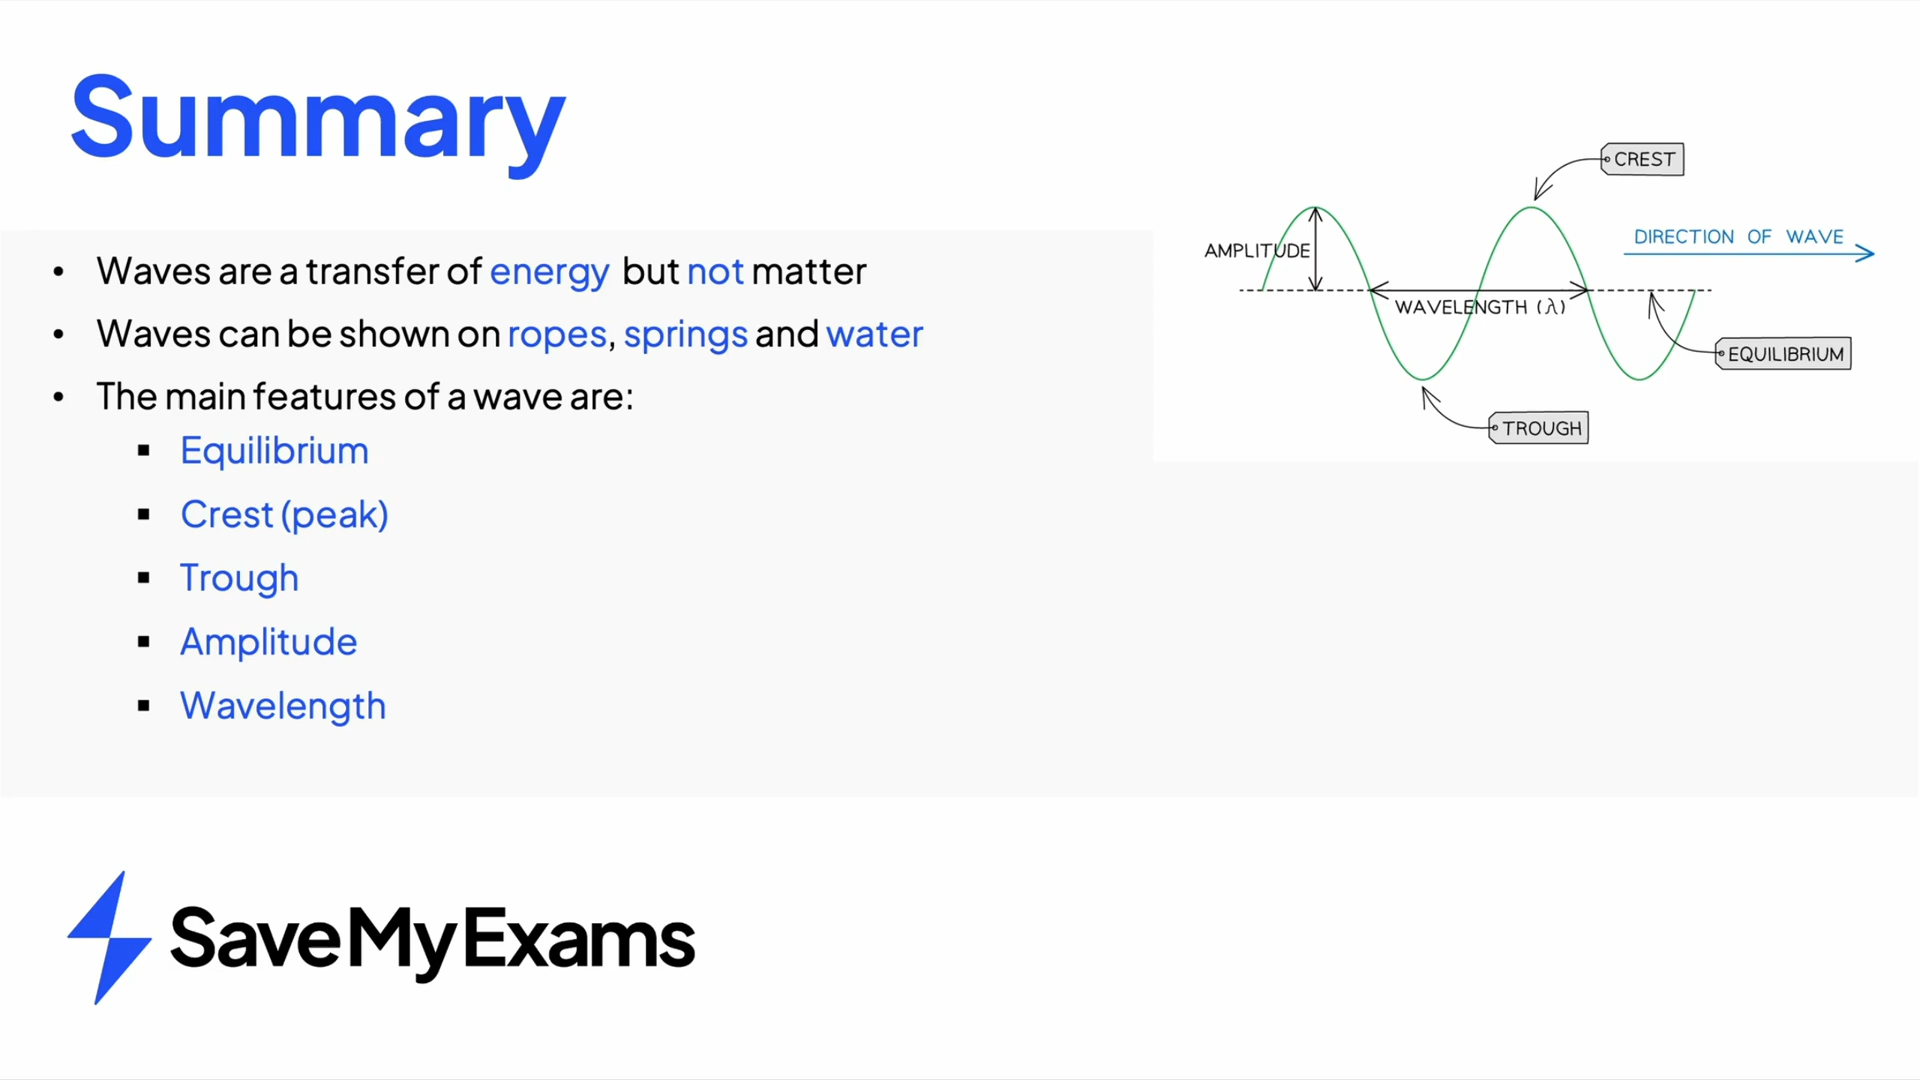 Summary
• Waves are a transfer of energy but not matter
• Waves can be shown on ropes, springs and water
• The main features of a wave are:
▪ Equilibrium
▪ Crest (peak)
▪ Trough
▪ Amplitude
▪ Wavelength
CREST
DIRECTION OF WAVE
AMPLITUDE
WAVELENGTH (λ)
EQUILIBRIUM
TROUGH
SaveMyExams